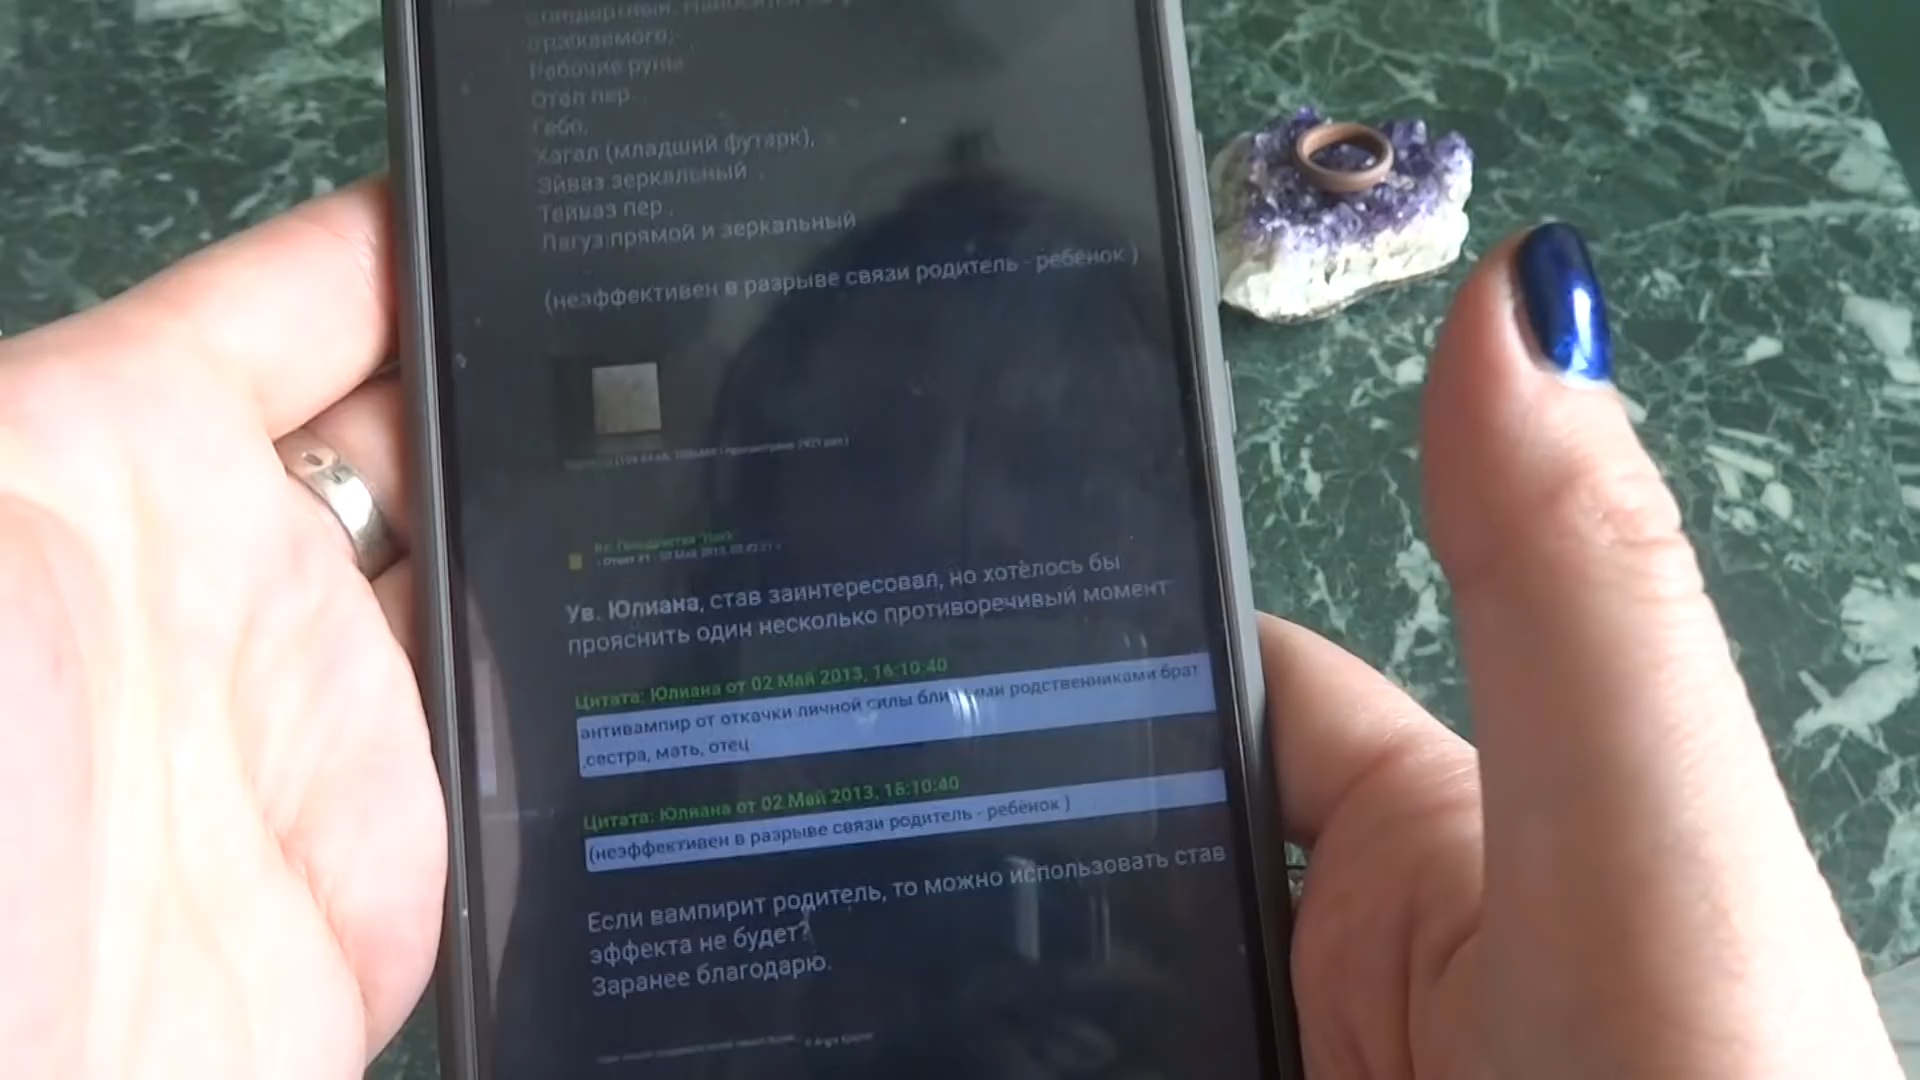 отражаемого.
Рабочие руны
Отал пер.
Гебо,
Хагал (младший футарк),
Эйваз зеркальный
Тейваз пер.
Лагуз прямой и зеркальный
(неэффективен в разрыве связи родитель - ребёнок )
Ув. Юлиана, став заинтересовал, но хотелось бы
прояснить один несколько противоречивый момент
Цитата: Юлиана от 02 Май 2013, 16:10:40
антивампир от откачки личной силы близкими родственниками брат
,сестра, мать, отец
Цитата: Юлиана от 02 Май 2013, 16:10:40
(неэффективен в разрыве связи родитель - ребёнок )
Если вампирит родитель, то можно использовать став
эффекта не будет?
Заранее благодарю.